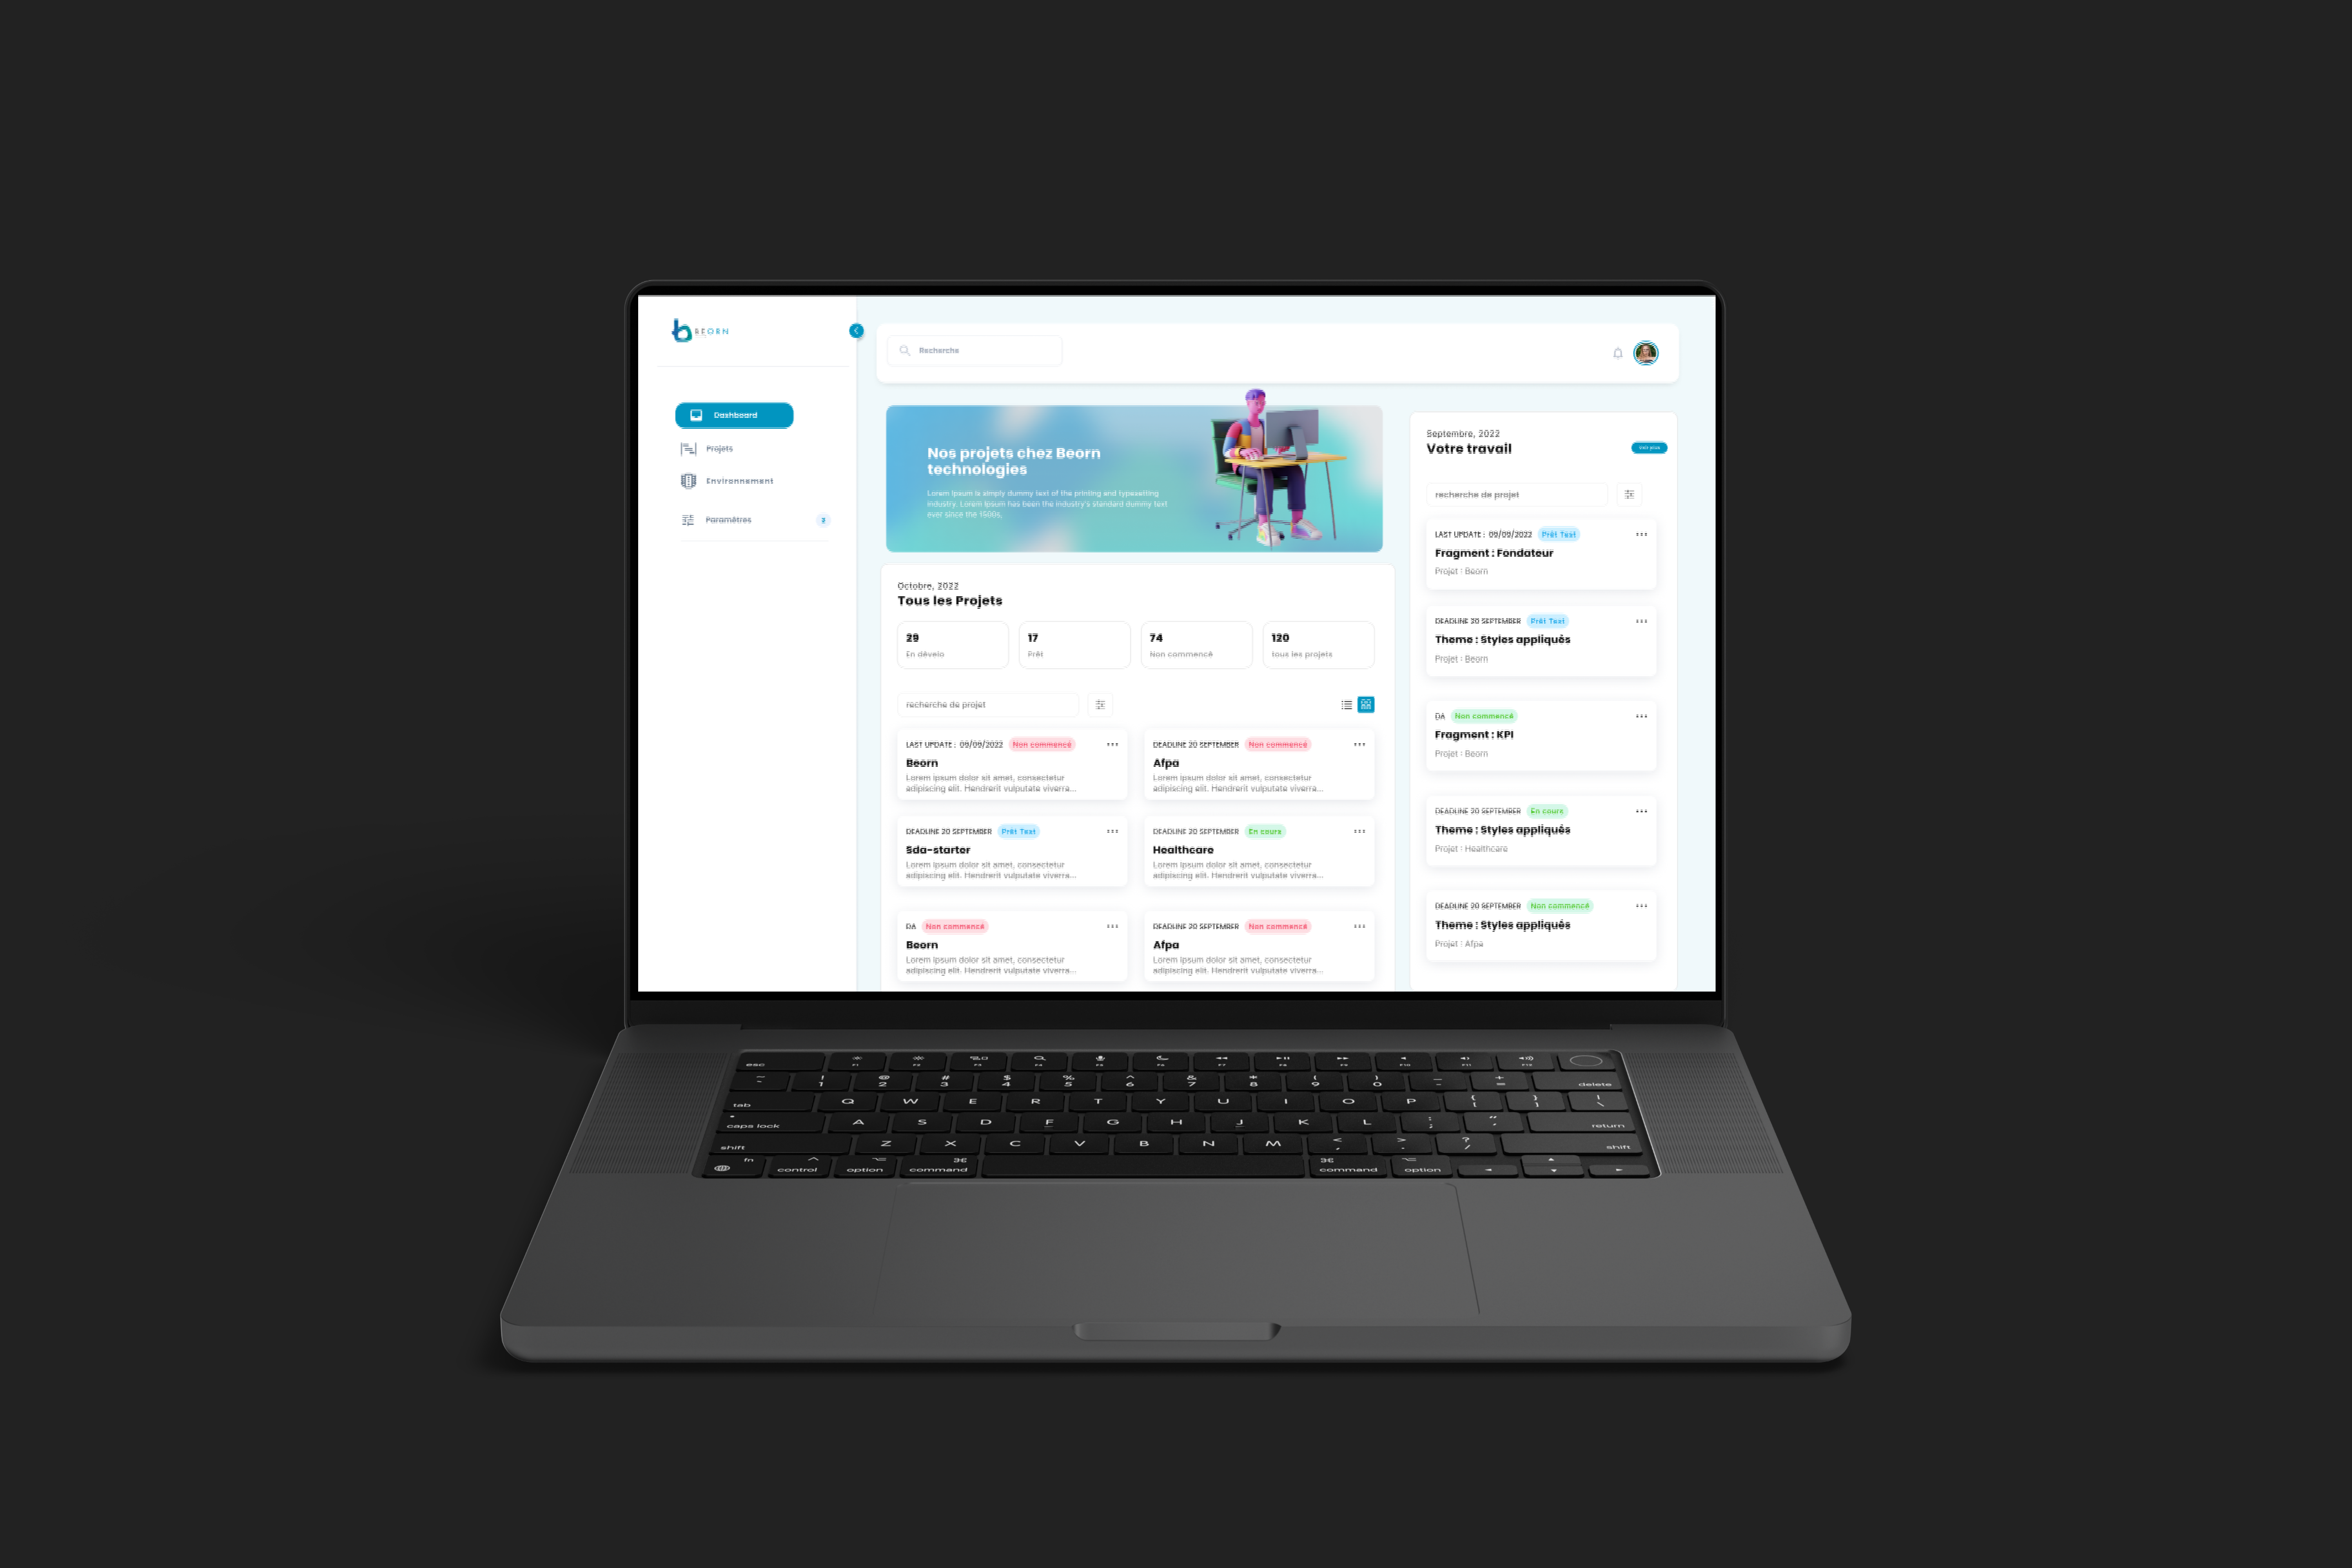 BEORN
Dashboard
Projets
Environnement
Paramètres
2
Recherche
Nos projets chez Beorn
technologies
Lorem Ipsum is simply dummy text of the printing and typesetting
industry. Lorem Ipsum has been the industry's standard dummy text
ever since the 1500s,
Octobre, 2022
Tous les Projets
29
En dévelo
17
Prêt
74
Non commencé
120
tous les projets
recherche de projet
LAST UPDATE : 09/09/2022 Non commencé
Beorn
Lorem ipsum dolor sit amet, consectetur
adipiscing elit. Hendrerit vulputate viverra...
DEADLINE 20 SEPTEMBER Non commencé
Afpa
Lorem ipsum dolor sit amet, consectetur
adipiscing elit. Hendrerit vulputate viverra...
DEADLINE 20 SEPTEMBER Prêt Test
Sda-starter
Lorem ipsum dolor sit amet, consectetur
adipiscing elit. Hendrerit vulputate viverra...
DEADLINE 20 SEPTEMBER En cours
Healthcare
Lorem ipsum dolor sit amet, consectetur
adipiscing elit. Hendrerit vulputate viverra...
DA Non commencé
Beorn
Lorem ipsum dolor sit amet, consectetur
adipiscing elit. Hendrerit vulputate viverra...
DEADLINE 20 SEPTEMBER Non commencé
Afpa
Lorem ipsum dolor sit amet, consectetur
adipiscing elit. Hendrerit vulputate viverra...
Septembre, 2022
Votre travail
voir plus
recherche de projet
LAST UPDATE : 09/09/2022 Prêt Test
Fragment : Fondateur
Projet : Beorn
DEADLINE 20 SEPTEMBER Prêt Test
Theme : Styles appliqués
Projet : Beorn
DA Non commencé
Fragment : KPI
Projet : Beorn
DEADLINE 20 SEPTEMBER En cours
Theme : Styles appliqués
Projet : Healthcare
DEADLINE 20 SEPTEMBER Non commencé
Theme : Styles appliqués
Projet : Afpa
esc F1 F2 F3 F4 F5 F6 F7 F8 F9 F10 F11 F12
~ ! @ # $ % ^ & * ( ) _ +
` 1 2 3 4 5 6 7 8 9 0 - = delete
tab Q W E R T Y U I O P { [ } ] | \
caps lock A S D F G H J K L : ; " ' return
shift Z X C V B N M < , > . ? / shift
fn control option command command option